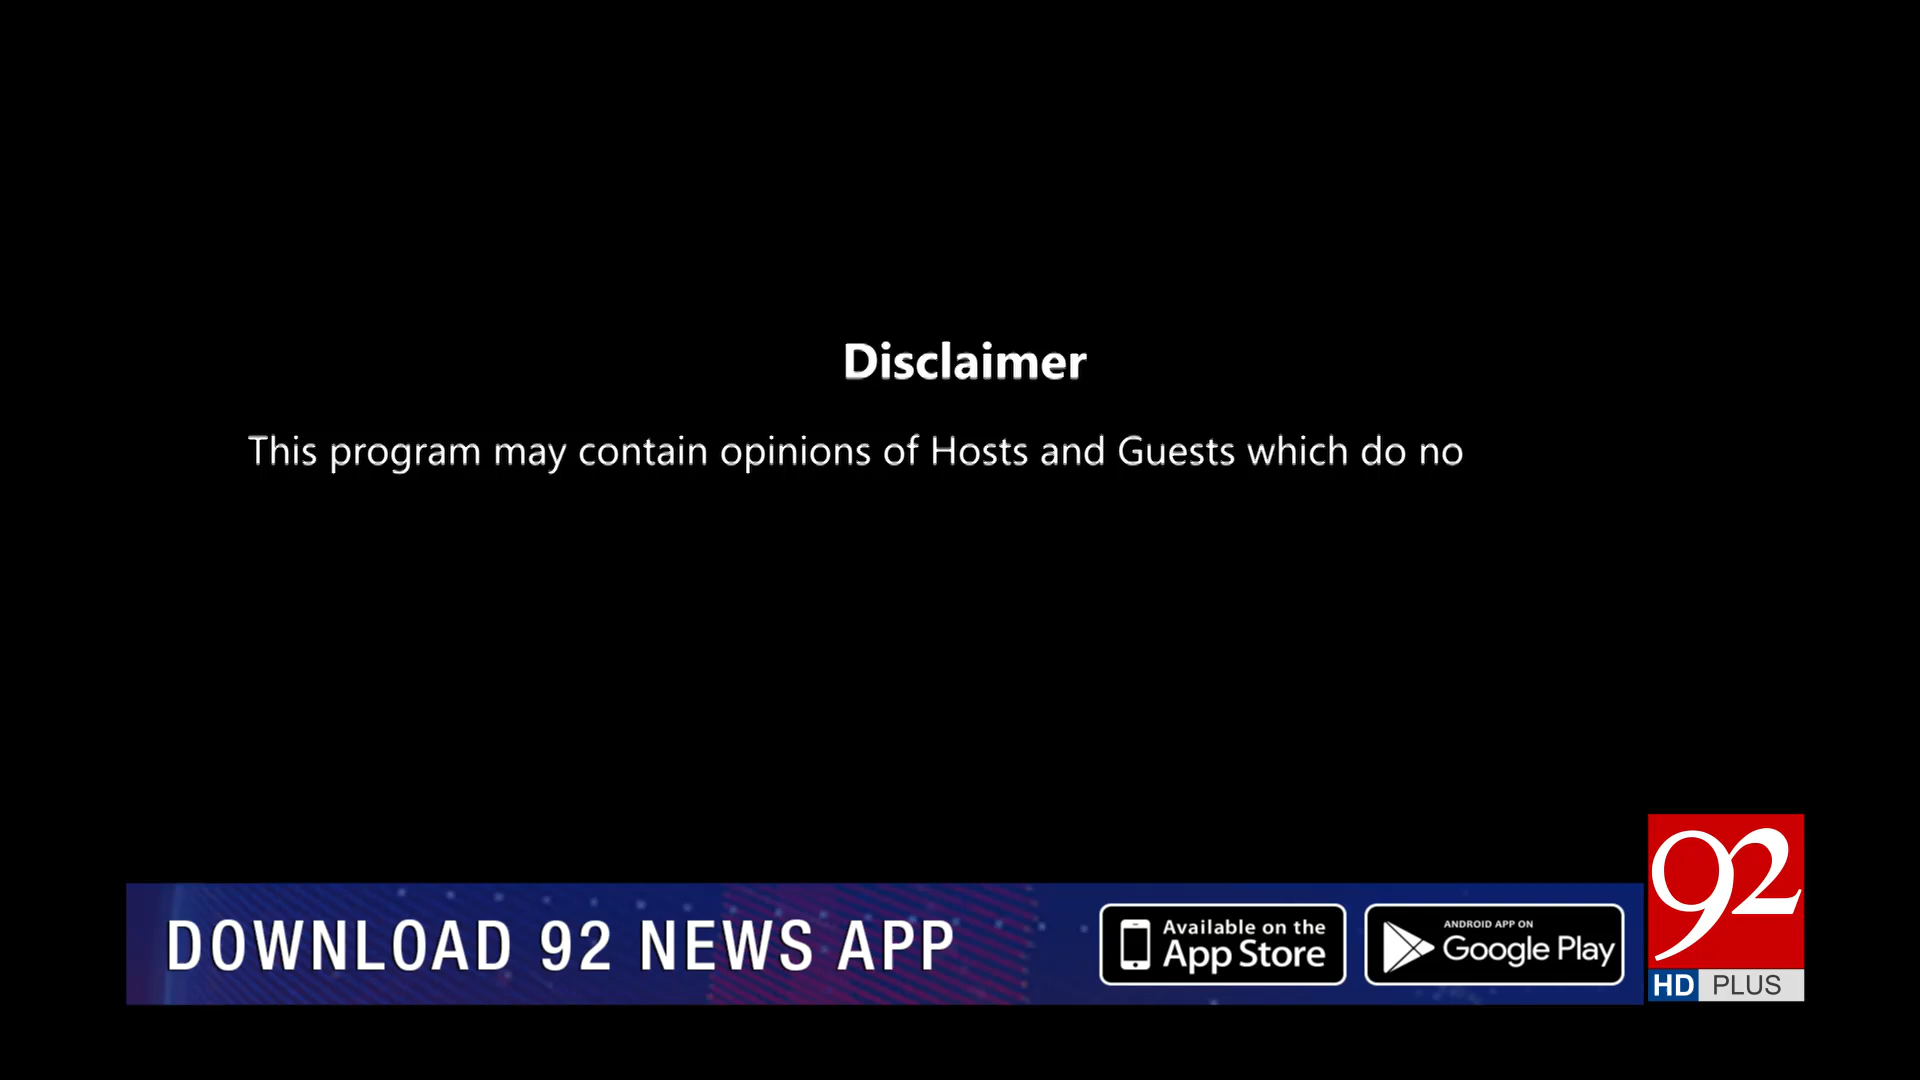 Disclaimer
This program may contain opinions of Hosts and Guests which do no
DOWNLOAD 92 NEWS APP
Available on the
App Store
ANDROID APP ON
Google Play
92
HD PLUS